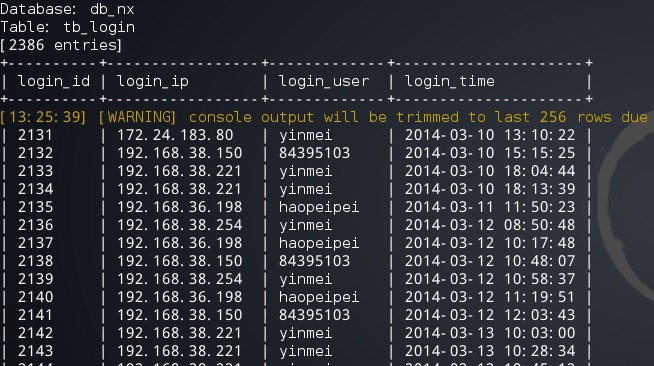 Database: db_nx
Table: tb_login
[2386 entries]
+----------+-----------------+-------------+---------------------+
| login_id | login_ip | login_user | login_time |
+----------+-----------------+-------------+---------------------+
[13:25:39] [WARNING] console output will be trimmed to last 256 rows due
| 2131 | 172.24.183.80 | yinmei | 2014-03-10 13:10:22 |
| 2132 | 192.168.38.150 | 84395103 | 2014-03-10 15:15:25 |
| 2133 | 192.168.38.221 | yinmei | 2014-03-10 18:04:44 |
| 2134 | 192.168.38.221 | yinmei | 2014-03-10 18:13:39 |
| 2135 | 192.168.36.198 | haopeipei | 2014-03-11 11:50:23 |
| 2136 | 192.168.38.254 | yinmei | 2014-03-12 08:50:48 |
| 2137 | 192.168.36.198 | haopeipei | 2014-03-12 10:17:48 |
| 2138 | 192.168.38.150 | 84395103 | 2014-03-12 10:48:07 |
| 2139 | 192.168.38.254 | yinmei | 2014-03-12 10:58:37 |
| 2140 | 192.168.36.198 | haopeipei | 2014-03-12 11:19:51 |
| 2141 | 192.168.38.150 | 84395103 | 2014-03-12 12:03:43 |
| 2142 | 192.168.38.221 | yinmei | 2014-03-13 10:03:00 |
| 2143 | 192.168.38.221 | yinmei | 2014-03-13 10:28:34 |